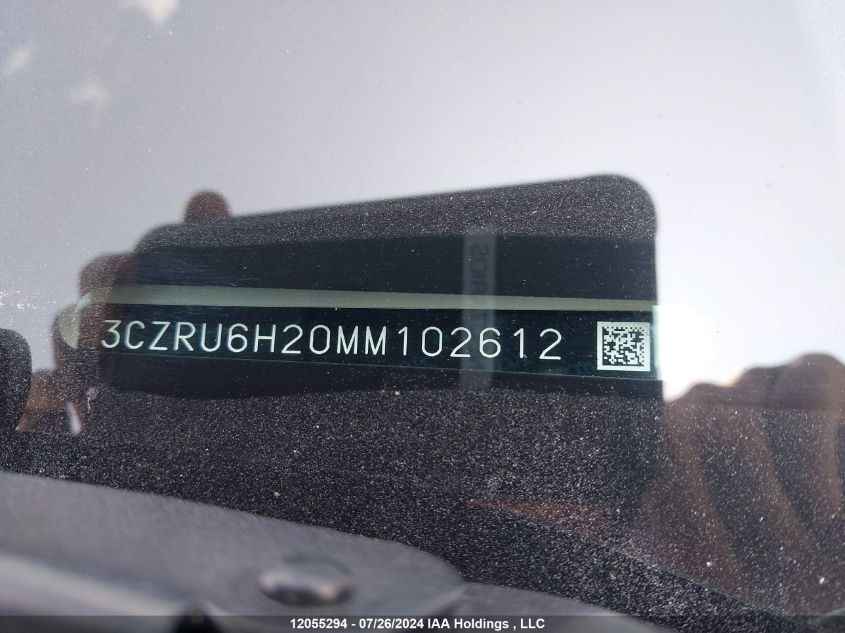 3CZRU6H20MM102612
12055294 - 07/26/2024 IAA Holdings , LLC